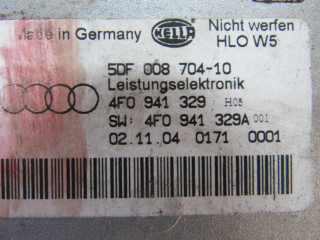 Made in Germany HELLA Nicht werfen
HLO W5
5DF 008 704-10
Leistungselektronik
4F0 941 329 H05
SW: 4F0 941 329A 001
02.11.04 0171 0001